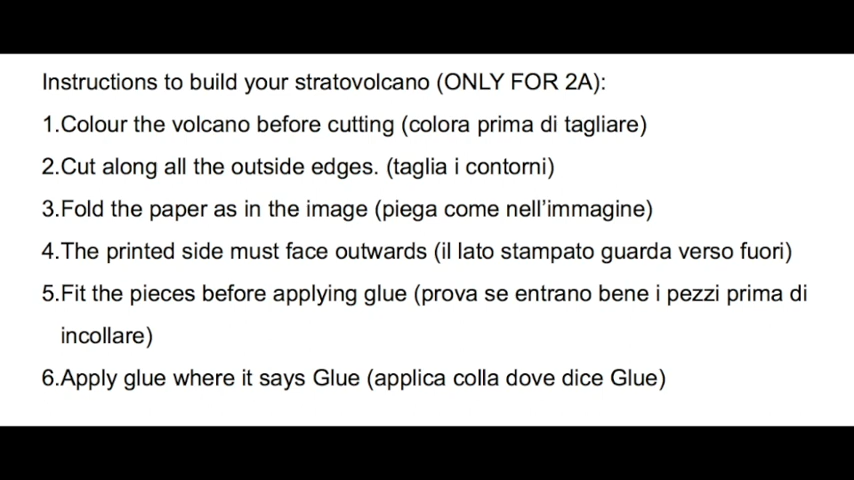 Instructions to build your stratovolcano (ONLY FOR 2A):
1.Colour the volcano before cutting (colora prima di tagliare)
2.Cut along all the outside edges. (taglia i contorni)
3.Fold the paper as in the image (piega come nell’immagine)
4.The printed side must face outwards (il lato stampato guarda verso fuori)
5.Fit the pieces before applying glue (prova se entrano bene i pezzi prima di
incollare)
6.Apply glue where it says Glue (applica colla dove dice Glue)